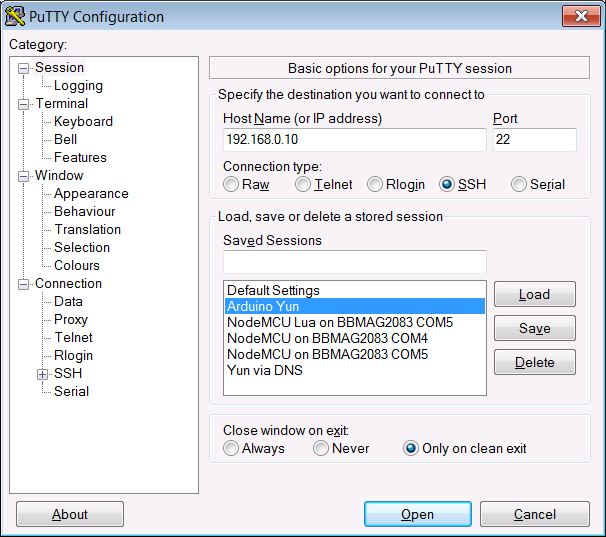 PuTTY Configuration
Category:
Session
Logging
Terminal
Keyboard
Bell
Features
Window
Appearance
Behaviour
Translation
Selection
Colours
Connection
Data
Proxy
Telnet
Rlogin
SSH
Serial
Basic options for your PuTTY session
Specify the destination you want to connect to
Host Name (or IP address) Port
192.168.0.10 22
Connection type:
Raw Telnet Rlogin SSH Serial
Load, save or delete a stored session
Saved Sessions
Default Settings
Arduino Yun
NodeMCU Lua on BBMAG2083 COM5
NodeMCU on BBMAG2083 COM4
NodeMCU on BBMAG2083 COM5
Yun via DNS
Load
Save
Delete
Close window on exit:
Always Never Only on clean exit
About Open Cancel